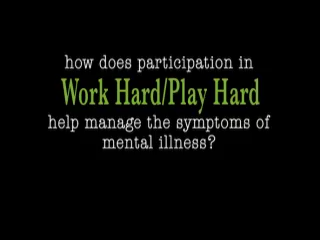 how does participation in
Work Hard/Play Hard
help manage the symptoms of
mental illness?